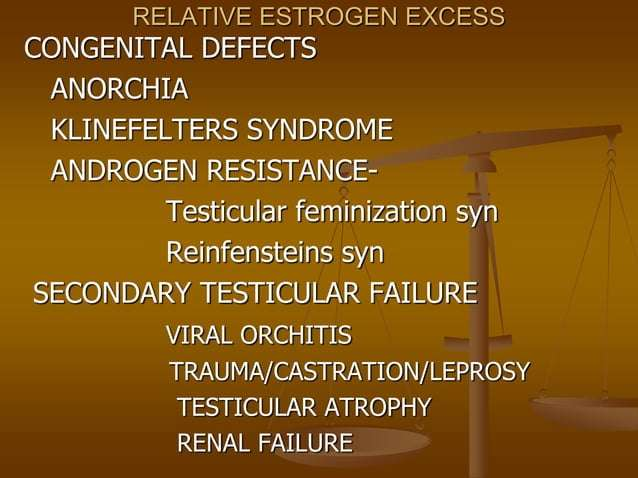 RELATIVE ESTROGEN EXCESS
CONGENITAL DEFECTS
ANORCHIA
KLINEFELTERS SYNDROME
ANDROGEN RESISTANCE-
Testicular feminization syn
Reinfensteins syn
SECONDARY TESTICULAR FAILURE
VIRAL ORCHITIS
TRAUMA/CASTRATION/LEPROSY
TESTICULAR ATROPHY
RENAL FAILURE